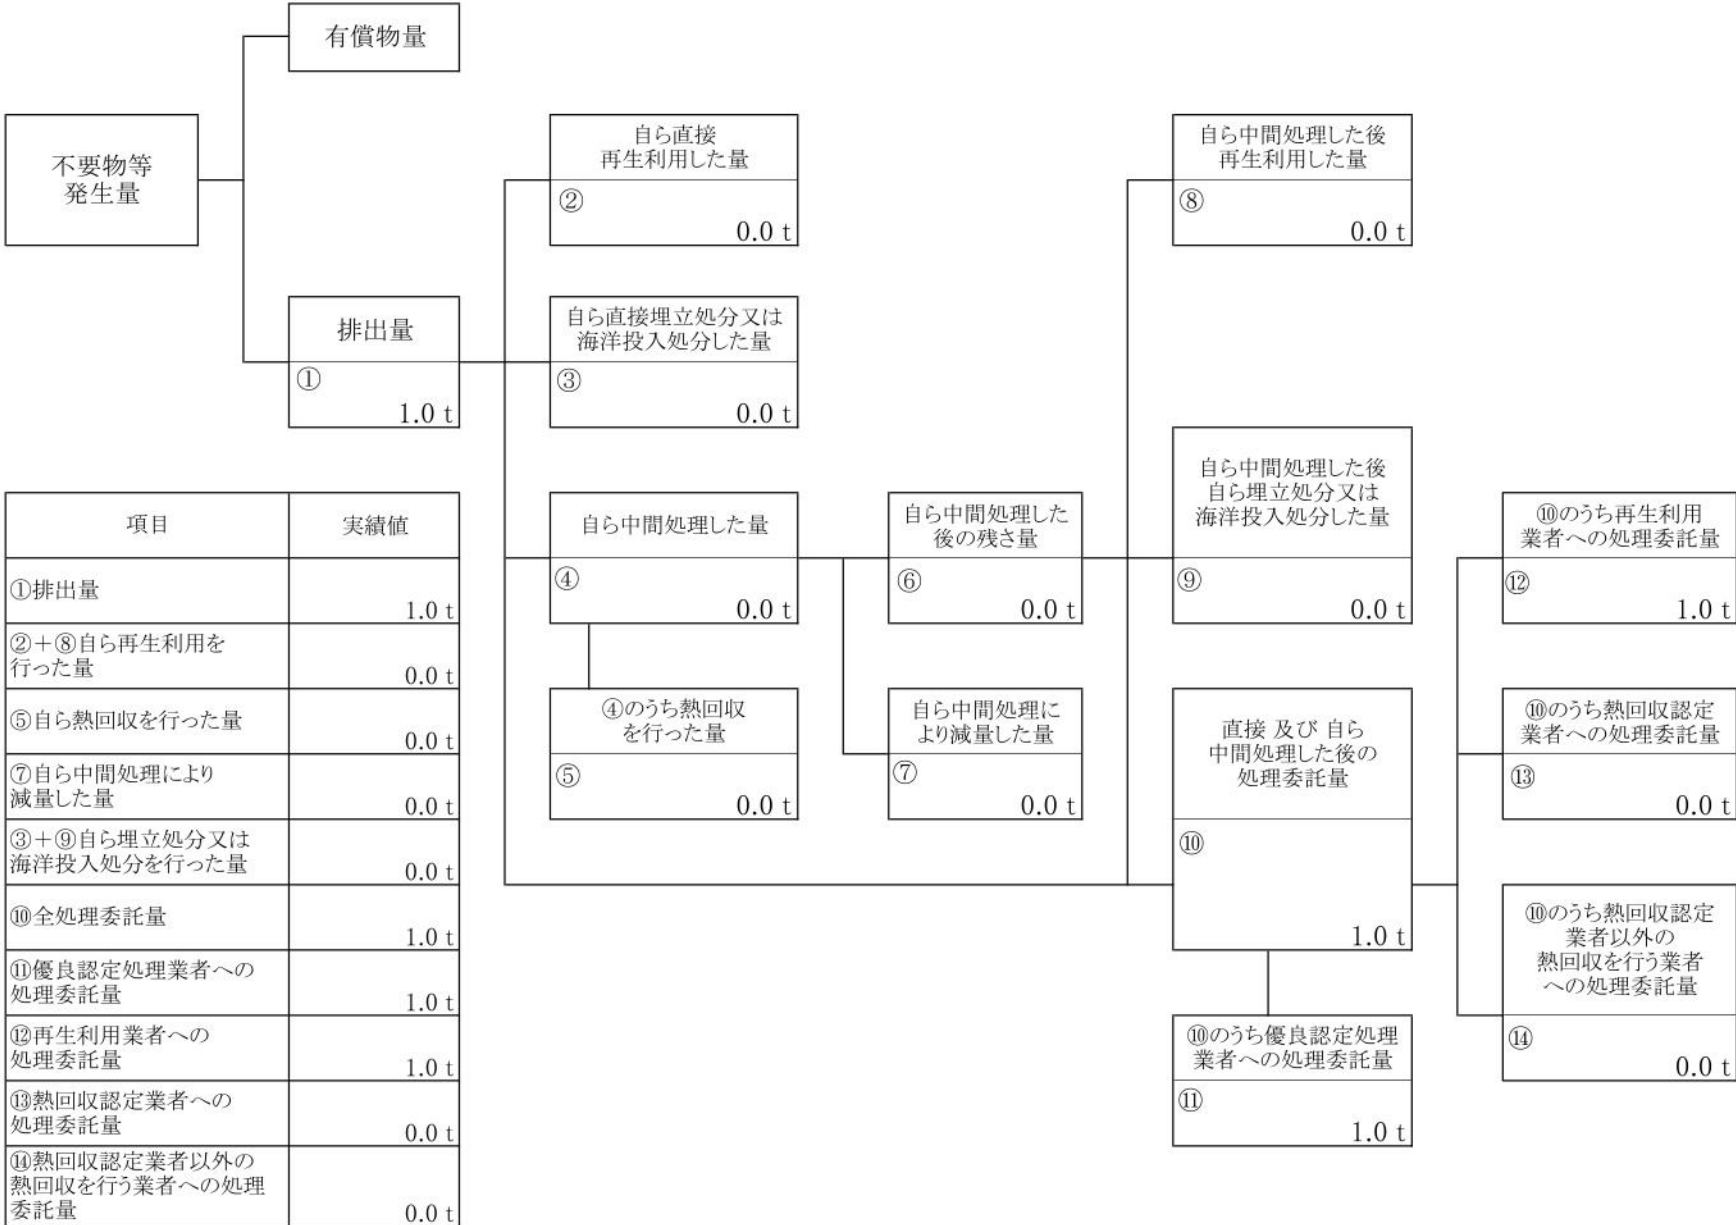 有償物量
不要物等
発生量
排出量
①
1.0 t
自ら直接
再生利用した量
②
0.0 t
自ら直接埋立処分又は
海洋投入処分した量
③
0.0 t
自ら中間処理した量
④
0.0 t
④のうち熱回収
を行った量
⑤
0.0 t
自ら中間処理した
後の残さ量
⑥
0.0 t
自ら中間処理に
より減量した量
⑦
0.0 t
自ら中間処理した後
再生利用した量
⑧
0.0 t
自ら中間処理した後
自ら埋立処分又は
海洋投入処分した量
⑨
0.0 t
直接 及び 自ら
中間処理した後の
処理委託量
⑩
1.0 t
⑩のうち優良認定処理
業者への処理委託量
⑪
1.0 t
⑩のうち再生利用
業者への処理委託量
⑫
1.0 t
⑩のうち熱回収認定
業者への処理委託量
⑬
0.0 t
⑩のうち熱回収認定
業者以外の
熱回収を行う業者
への処理委託量
⑭
0.0 t
項目 実績値
①排出量
1.0 t
②＋⑧自ら再生利用を
行った量
0.0 t
⑤自ら熱回収を行った量
0.0 t
⑦自ら中間処理により
減量した量
0.0 t
③＋⑨自ら埋立処分又は
海洋投入処分を行った量
0.0 t
⑩全処理委託量
1.0 t
⑪優良認定処理業者への
処理委託量
1.0 t
⑫再生利用業者への
処理委託量
1.0 t
⑬熱回収認定業者への
処理委託量
0.0 t
⑭熱回収認定業者以外の
熱回収を行う業者への処理
委託量
0.0 t